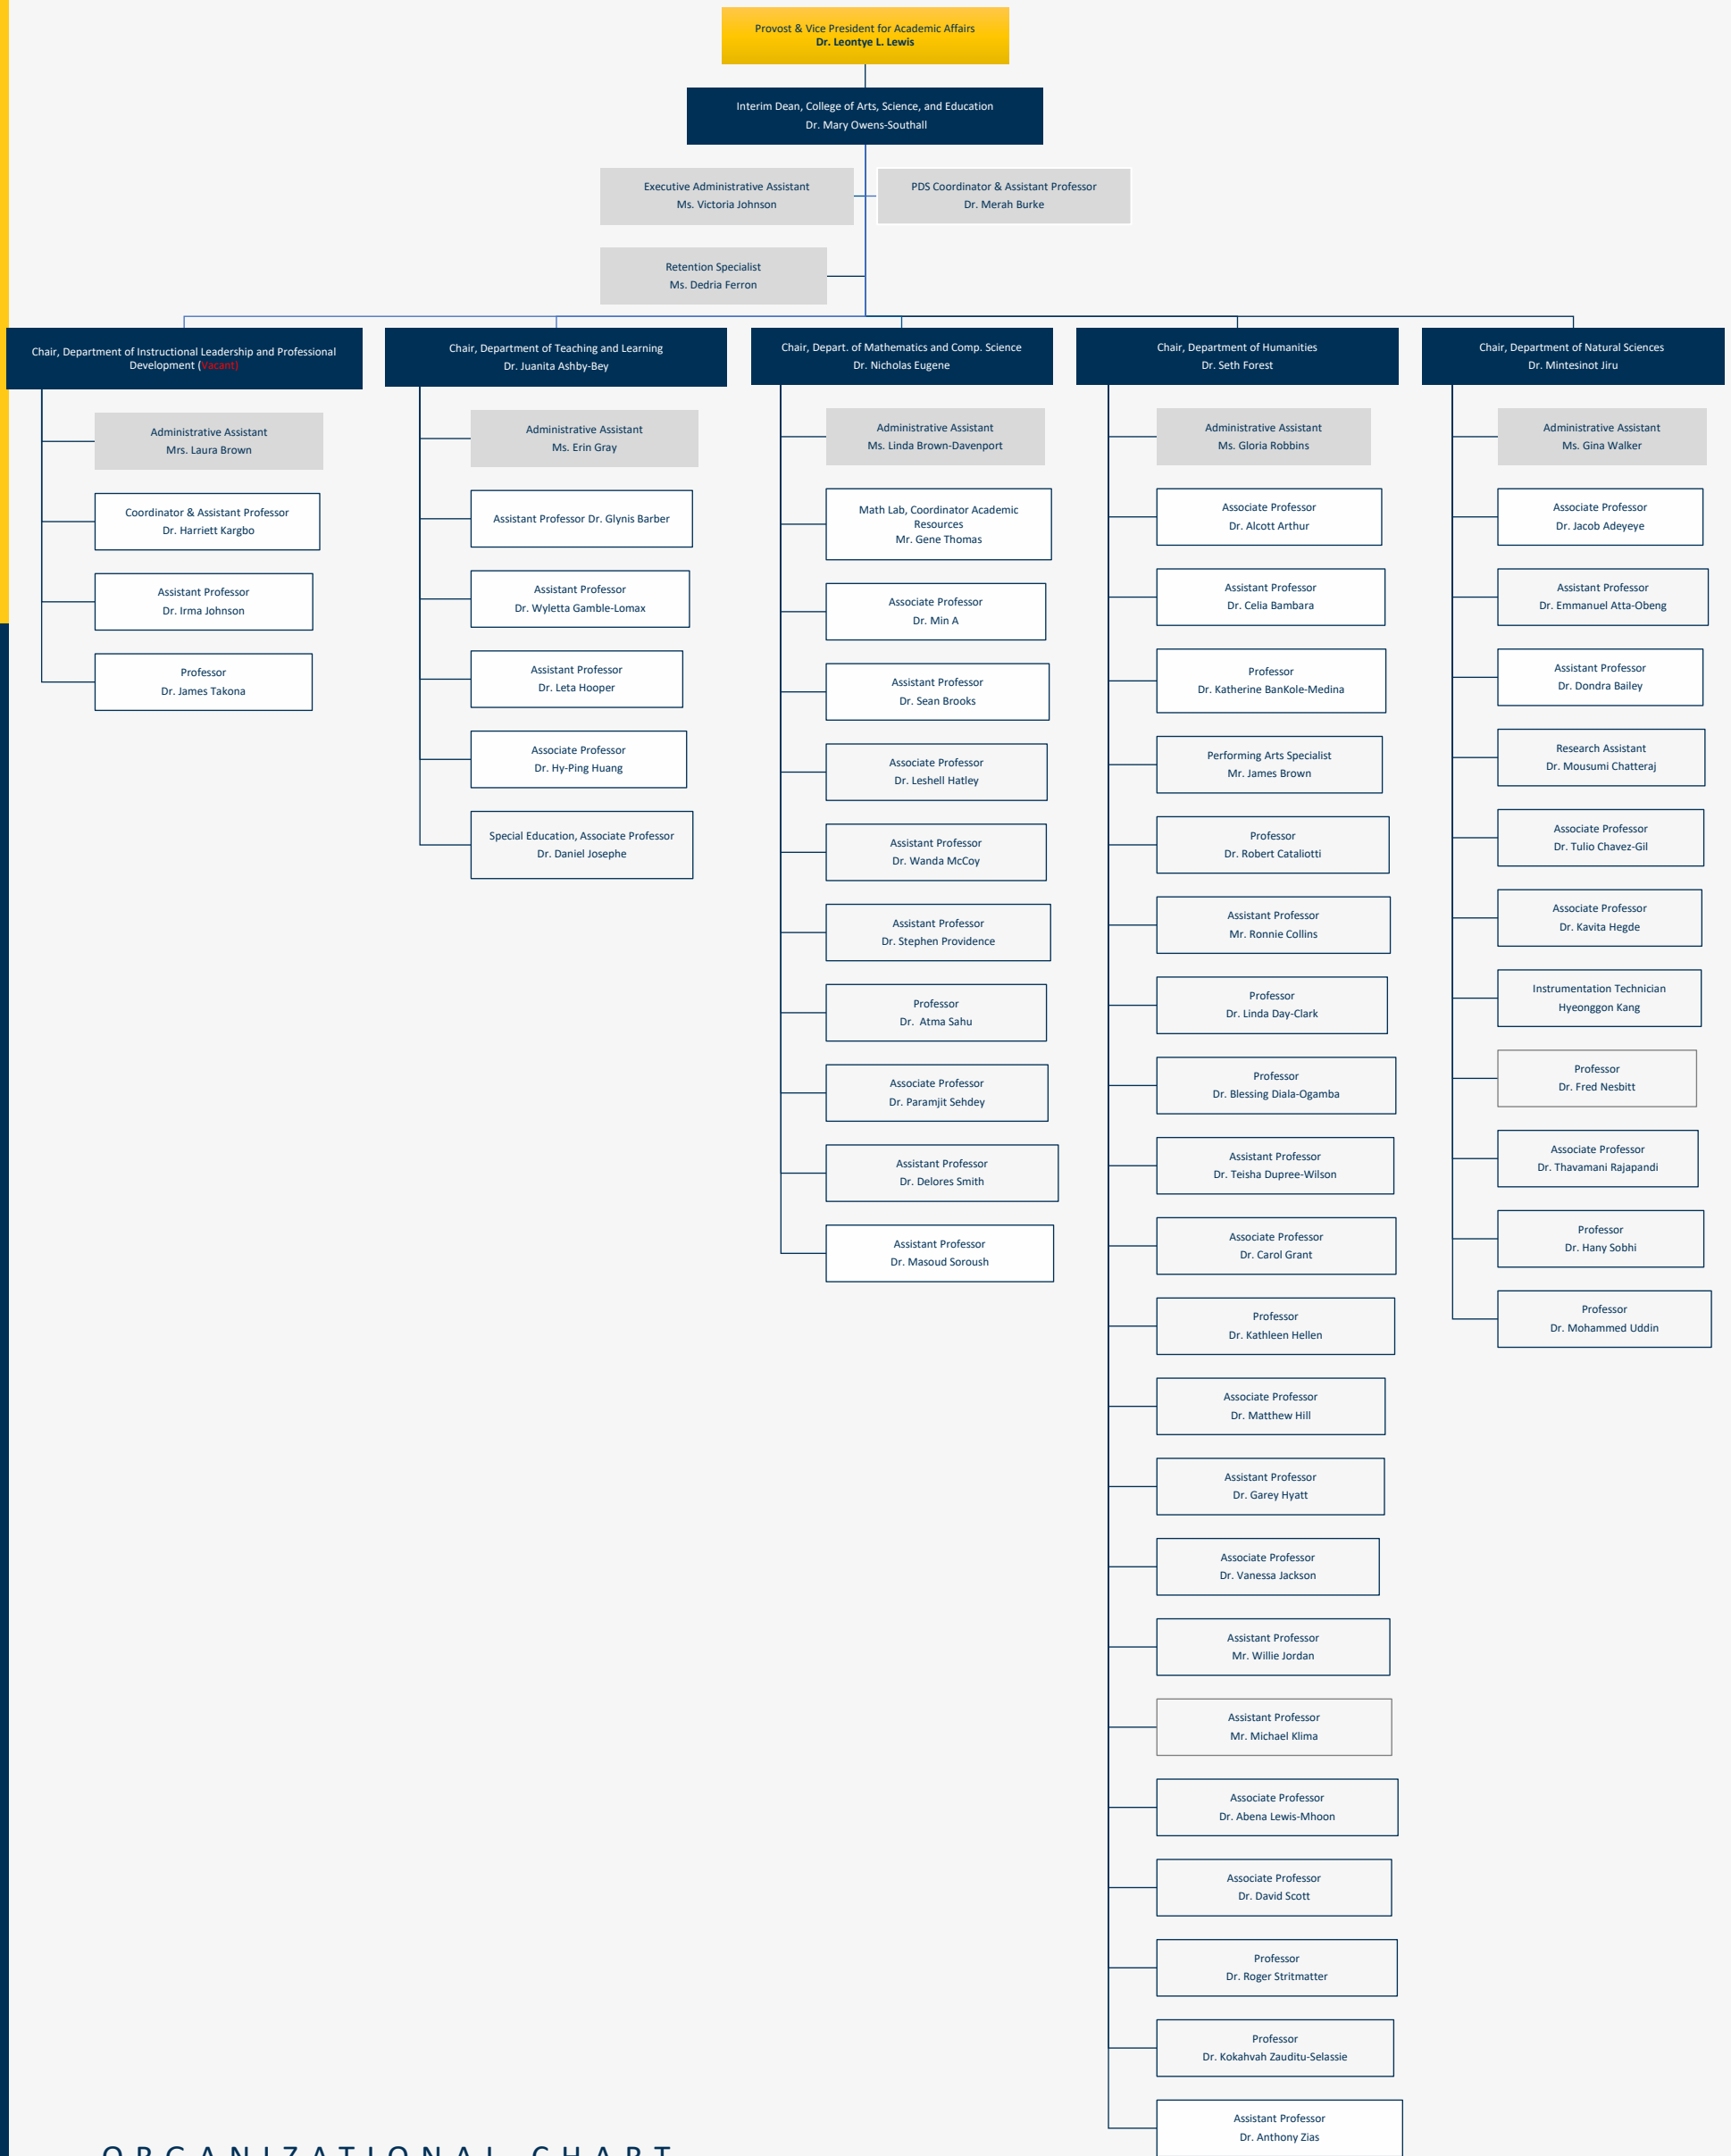 Provost & Vice President for Academic Affairs
Dr. Leontye L. Lewis
Interim Dean, College of Arts, Science, and Education
Dr. Mary Owens-Southall
Executive Administrative Assistant
Ms. Victoria Johnson
PDS Coordinator & Assistant Professor
Dr. Merah Burke
Retention Specialist
Ms. Dedria Ferron
Chair, Department of Instructional Leadership and Professional
Development (Vacant)
Administrative Assistant
Mrs. Laura Brown
Coordinator & Assistant Professor
Dr. Harriett Kargbo
Assistant Professor
Dr. Irma Johnson
Professor
Dr. James Takona
Chair, Department of Teaching and Learning
Dr. Juanita Ashby-Bey
Administrative Assistant
Ms. Erin Gray
Assistant Professor Dr. Glynis Barber
Assistant Professor
Dr. Wyletta Gamble-Lomax
Assistant Professor
Dr. Leta Hooper
Associate Professor
Dr. Hy-Ping Huang
Special Education, Associate Professor
Dr. Daniel Josephe
Chair, Depart. of Mathematics and Comp. Science
Dr. Nicholas Eugene
Administrative Assistant
Ms. Linda Brown-Davenport
Math Lab, Coordinator Academic
Resources
Mr. Gene Thomas
Associate Professor
Dr. Min A
Assistant Professor
Dr. Sean Brooks
Associate Professor
Dr. Leshell Hatley
Assistant Professor
Dr. Wanda McCoy
Assistant Professor
Dr. Stephen Providence
Professor
Dr. Atma Sahu
Associate Professor
Dr. Paramjit Sehdey
Assistant Professor
Dr. Delores Smith
Assistant Professor
Dr. Masoud Soroush
Chair, Department of Humanities
Dr. Seth Forest
Administrative Assistant
Ms. Gloria Robbins
Associate Professor
Dr. Alcott Arthur
Assistant Professor
Dr. Celia Bambara
Professor
Dr. Katherine BanKole-Medina
Performing Arts Specialist
Mr. James Brown
Professor
Dr. Robert Cataliotti
Assistant Professor
Mr. Ronnie Collins
Professor
Dr. Linda Day-Clark
Professor
Dr. Blessing Diala-Ogamba
Assistant Professor
Dr. Teisha Dupree-Wilson
Associate Professor
Dr. Carol Grant
Professor
Dr. Kathleen Hellen
Associate Professor
Dr. Matthew Hill
Assistant Professor
Dr. Garey Hyatt
Associate Professor
Dr. Vanessa Jackson
Assistant Professor
Mr. Willie Jordan
Assistant Professor
Mr. Michael Klima
Associate Professor
Dr. Abena Lewis-Mhoon
Associate Professor
Dr. David Scott
Professor
Dr. Roger Stritmatter
Professor
Dr. Kokahvah Zauditu-Selassie
Assistant Professor
Dr. Anthony Zias
Chair, Department of Natural Sciences
Dr. Mintesinot Jiru
Administrative Assistant
Ms. Gina Walker
Associate Professor
Dr. Jacob Adeyeye
Assistant Professor
Dr. Emmanuel Atta-Obeng
Assistant Professor
Dr. Dondra Bailey
Research Assistant
Dr. Mousumi Chatteraj
Associate Professor
Dr. Tulio Chavez-Gil
Associate Professor
Dr. Kavita Hegde
Instrumentation Technician
Hyeonggon Kang
Professor
Dr. Fred Nesbitt
Associate Professor
Dr. Thavamani Rajapandi
Professor
Dr. Hany Sobhi
Professor
Dr. Mohammed Uddin
ORGANIZATIONAL CHART